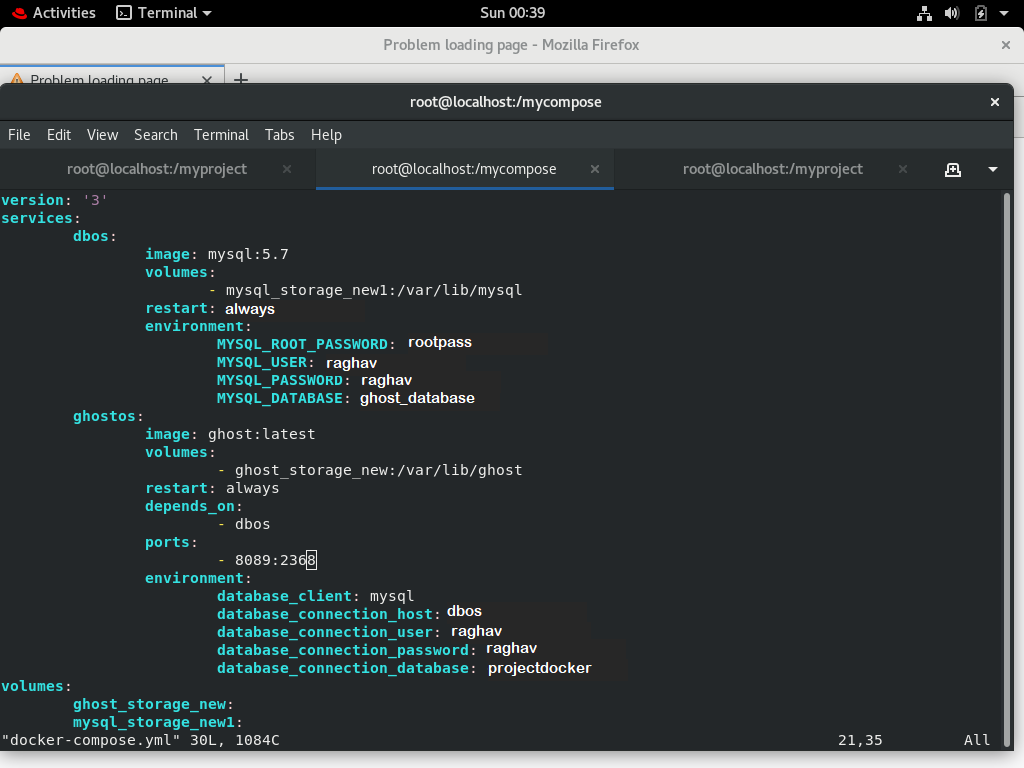 Activities Terminal Sun 00:39
Problem loading page - Mozilla Firefox ×
Problem loading page × +
root@localhost:/mycompose ×
File Edit View Search Terminal Tabs Help
root@localhost:/myproject × root@localhost:/mycompose × root@localhost:/myproject ×
version: '3'
services:
dbos:
image: mysql:5.7
volumes:
- mysql_storage_new1:/var/lib/mysql
restart: always
environment:
MYSQL_ROOT_PASSWORD: rootpass
MYSQL_USER: raghav
MYSQL_PASSWORD: raghav
MYSQL_DATABASE: ghost_database
ghostos:
image: ghost:latest
volumes:
- ghost_storage_new:/var/lib/ghost
restart: always
depends_on:
- dbos
ports:
- 8089:2368
environment:
database_client: mysql
database_connection_host: dbos
database_connection_user: raghav
database_connection_password: raghav
database_connection_database: projectdocker
volumes:
ghost_storage_new:
mysql_storage_new1:
"docker-compose.yml" 30L, 1084C 21,35 All